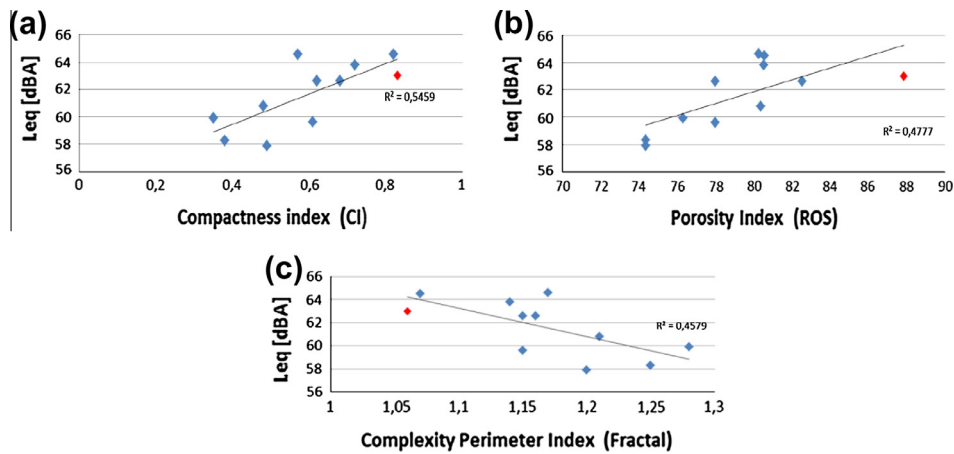 (a)
Leq [dBA]
66
64
62
60
58
56
0 0,2 0,4 0,6 0,8 1
R² = 0,5459
Compactness index (CI)
(b)
Leq [dBA]
66
64
62
60
58
56
70 72 74 76 78 80 82 84 86 88 90
R² = 0,4777
Porosity Index (ROS)
(c)
Leq [dBA]
66
64
62
60
58
56
1 1,05 1,1 1,15 1,2 1,25 1,3
R² = 0,4579
Complexity Perimeter Index (Fractal)